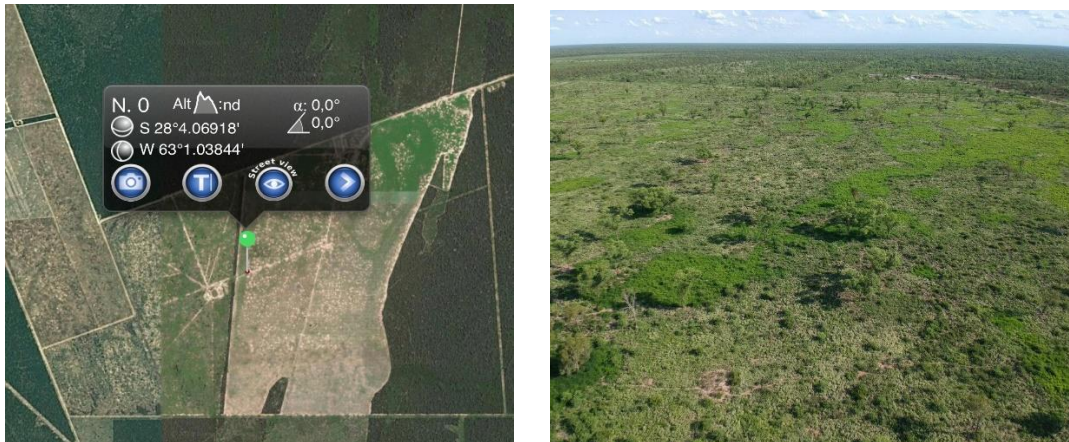 N. 0 Alt :nd α: 0,0°
S 28°4.06918' 0,0°
W 63°1.03844'
Street view
T